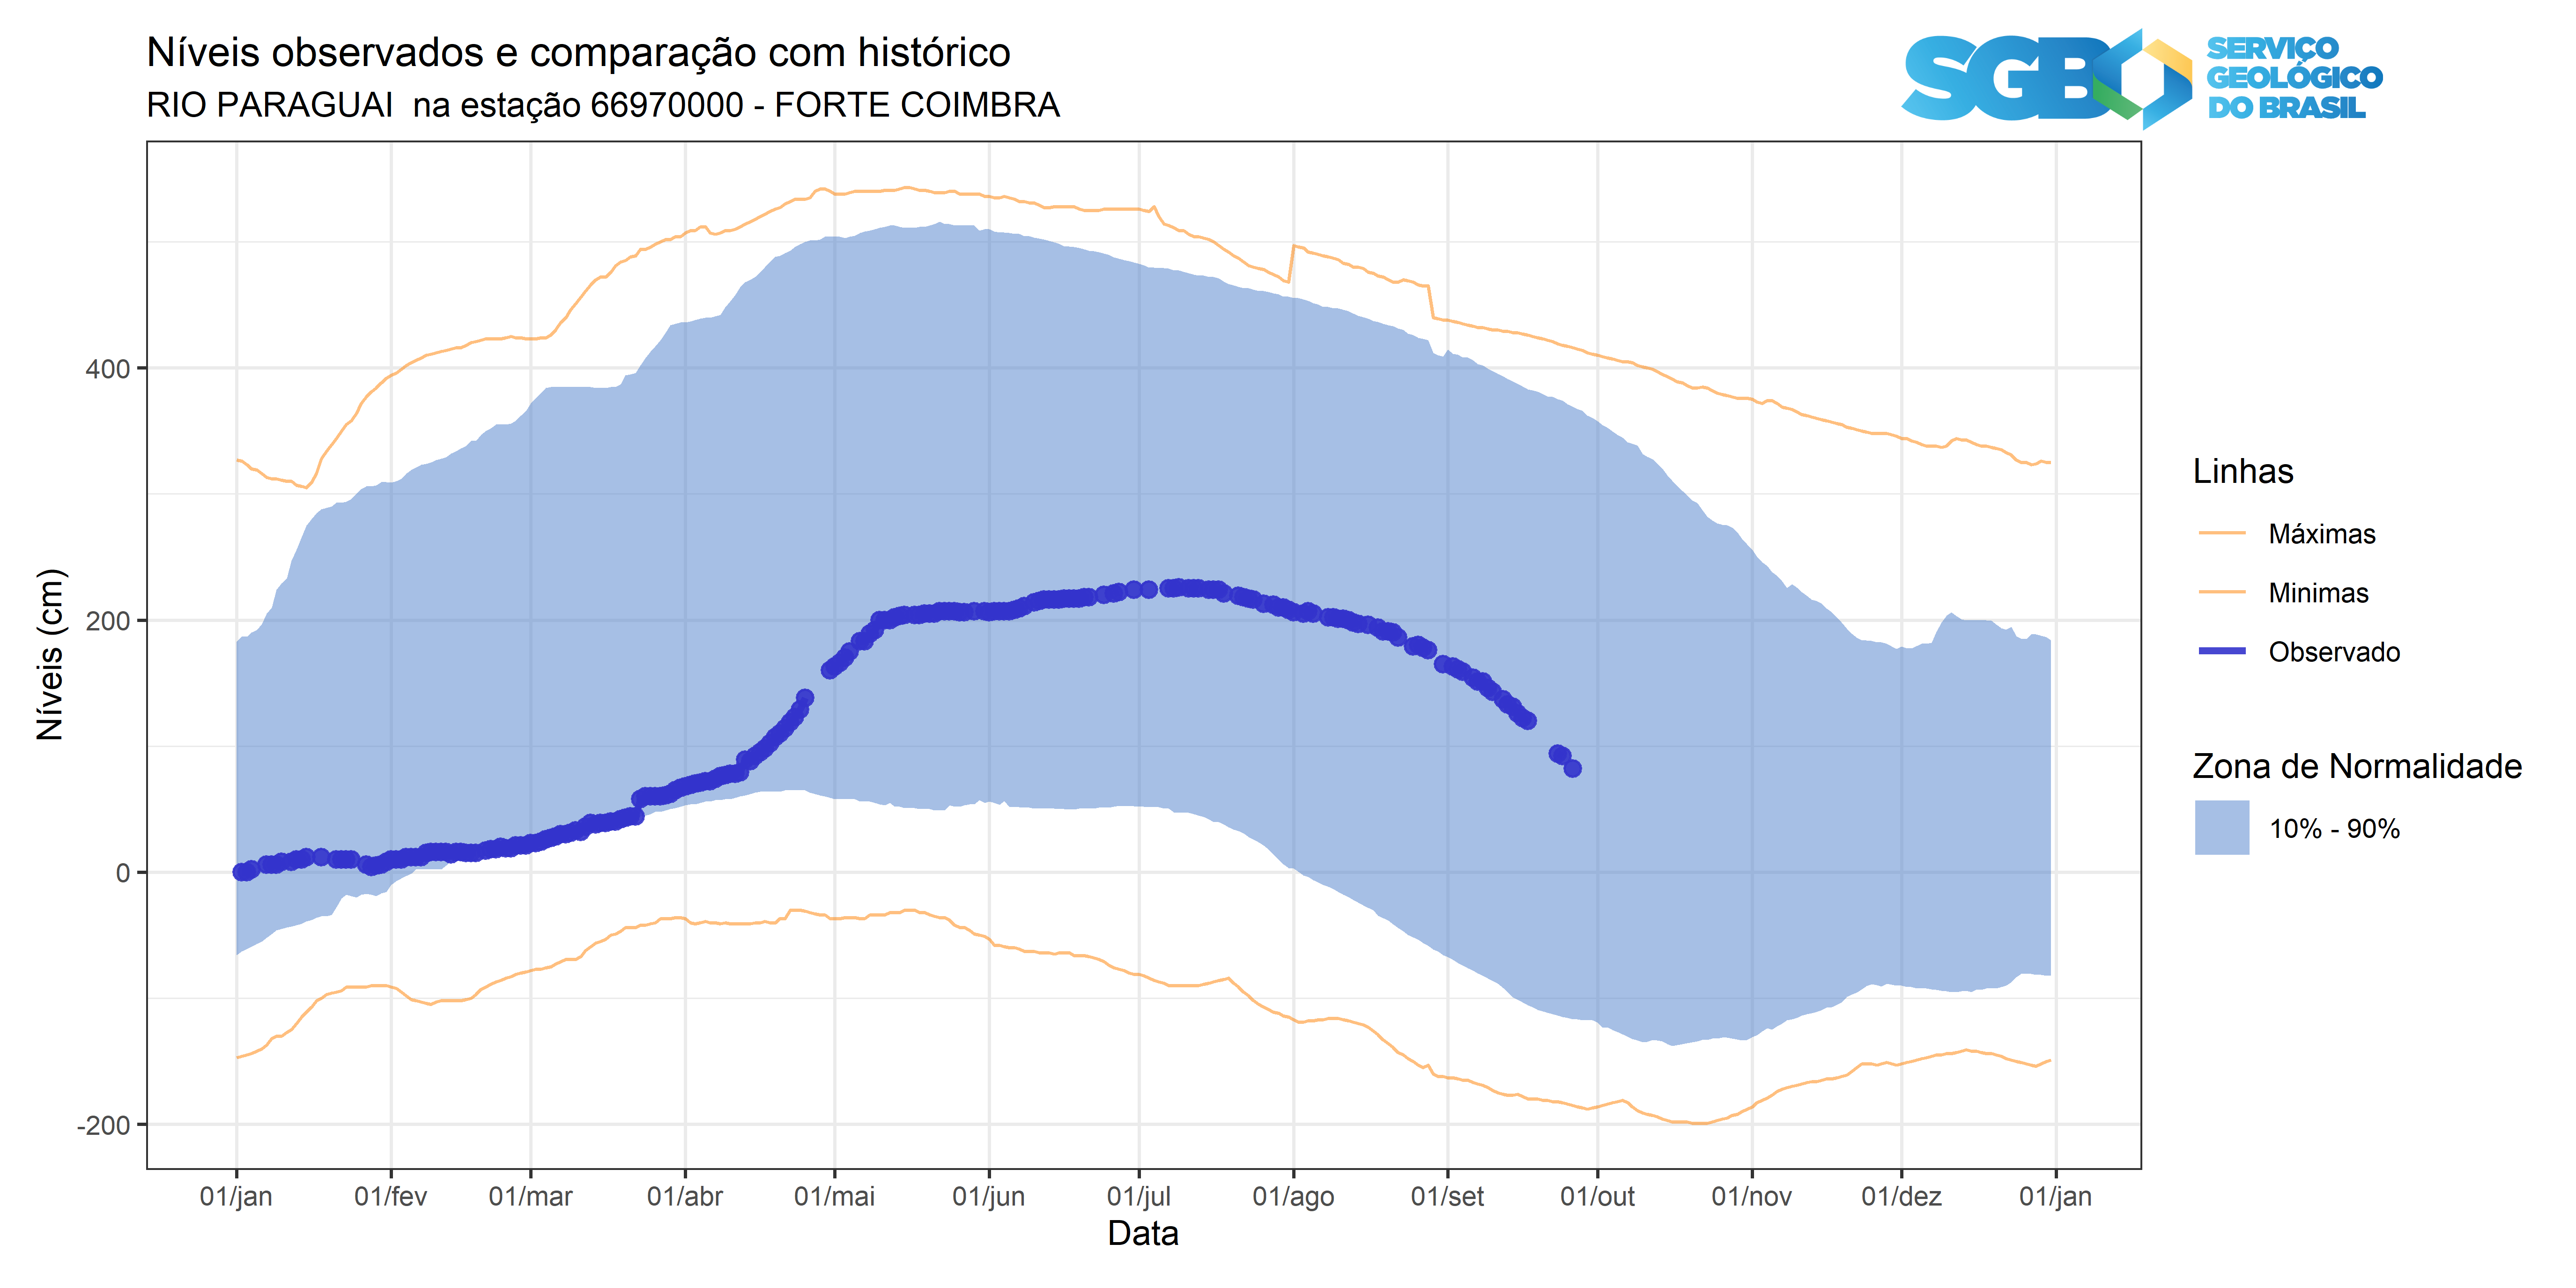 Níveis observados e comparação com histórico
RIO PARAGUAI na estação 66970000 - FORTE COIMBRA
SGB
SERVIÇO
GEOLÓGICO
DO BRASIL
Níveis (cm)
400
200
0
-200
01/jan 01/fev 01/mar 01/abr 01/mai 01/jun 01/jul 01/ago 01/set 01/out 01/nov 01/dez 01/jan
Data
Linhas
Máximas
Minimas
Observado
Zona de Normalidade
10% - 90%